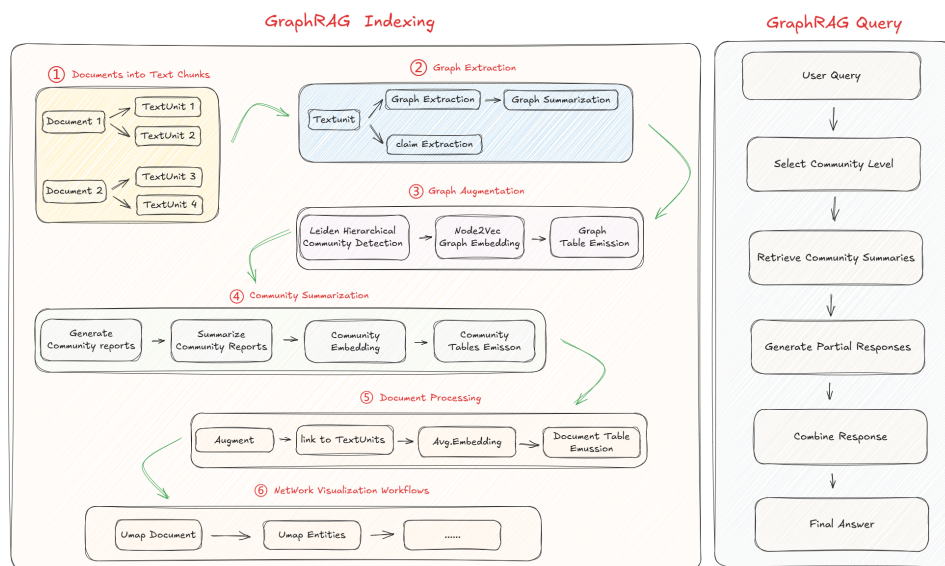 GraphRAG Indexing
GraphRAG Query
① Documents into Text Chunks
Document 1
TextUnit 1
TextUnit 2
Document 2
TextUnit 3
TextUnit 4
② Graph Extraction
Textunit
Graph Extraction
Graph Summarization
claim Extraction
③ Graph Augmentation
Leiden Hierarchical
Community Detection
Node2Vec
Graph Embedding
Graph
Table Emission
④ Community Summarization
Generate
Community reports
Summarize
Community Reports
Community
Embedding
Community
Tables Emisson
⑤ Document Processing
Augment
link to TextUnits
Avg.Embedding
Document Table
Emussion
⑥ NetWork Visualization Workflows
Umap Document
Umap Entities
......
User Query
Select Community Level
Retrieve Community Summaries
Generate Partial Responses
Combine Response
Final Answer